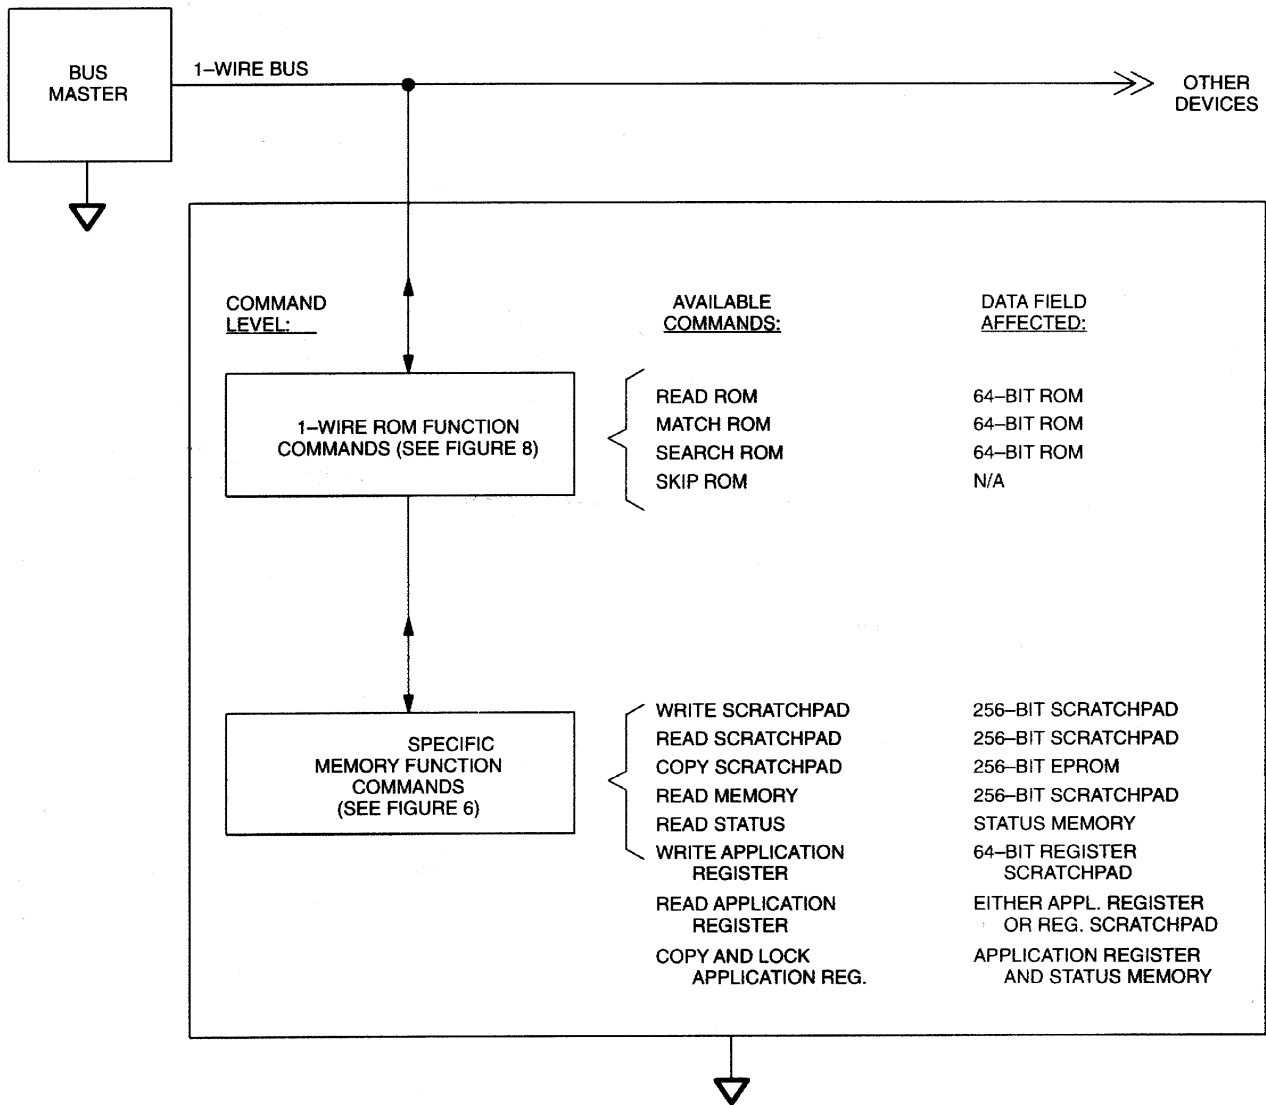 BUS
MASTER
1–WIRE BUS
OTHER
DEVICES
COMMAND
LEVEL:
AVAILABLE
COMMANDS:
DATA FIELD
AFFECTED:
1–WIRE ROM FUNCTION
COMMANDS (SEE FIGURE 8)
READ ROM 64–BIT ROM
MATCH ROM 64–BIT ROM
SEARCH ROM 64–BIT ROM
SKIP ROM N/A
SPECIFIC
MEMORY FUNCTION
COMMANDS
(SEE FIGURE 6)
WRITE SCRATCHPAD 256–BIT SCRATCHPAD
READ SCRATCHPAD 256–BIT SCRATCHPAD
COPY SCRATCHPAD 256–BIT EPROM
READ MEMORY 256–BIT SCRATCHPAD
READ STATUS STATUS MEMORY
WRITE APPLICATION 64–BIT REGISTER
REGISTER SCRATCHPAD
READ APPLICATION EITHER APPL. REGISTER
REGISTER OR REG. SCRATCHPAD
COPY AND LOCK APPLICATION REGISTER
APPLICATION REG. AND STATUS MEMORY